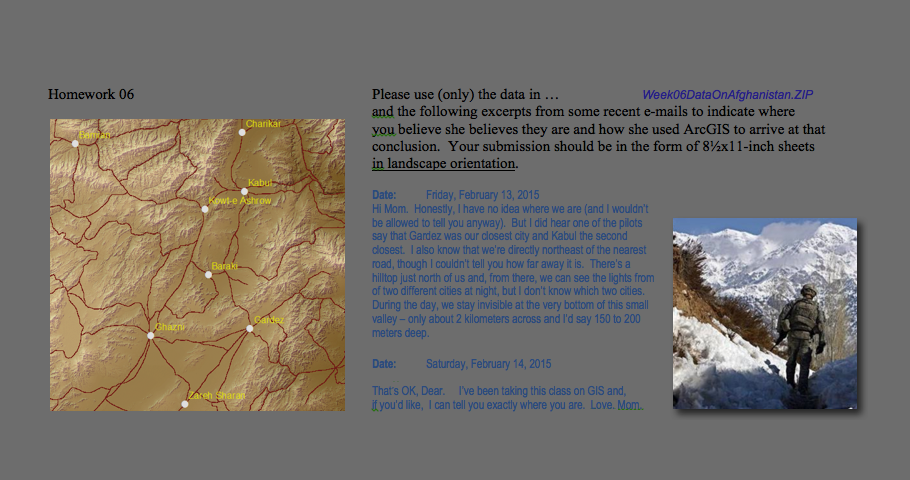 Homework 06
Please use (only) the data in …
Week06DataOnAfghanistan.ZIP
and the following excerpts from some recent e-mails to indicate where
you believe she believes they are and how she used ArcGIS to arrive at that
conclusion. Your submission should be in the form of 8½x11-inch sheets
in landscape orientation.
Charikar
Kabul
Kowt-e Ashrow
Baraki
Ghazni
Gardez
Zareh Sharan
Date: Friday, February 13, 2015
Hi Mom. Honestly, I have no idea where we are (and I wouldn't
be allowed to tell you anyway). But I did hear one of the pilots
say that Gardez was our closest city and Kabul the second
closest. I also know that we're directly northeast of the nearest
road, though I couldn't tell you how far away it is. There's a
hilltop just north of us and, from there, we can see the lights from
of two different cities at night, but I don't know which two cities.
During the day, we stay invisible at the very bottom of this small
valley – only about 2 kilometers across and I'd say 150 to 200
meters deep.
Date: Saturday, February 14, 2015
That's OK, Dear. I've been taking this class on GIS and,
if you'd like, I can tell you exactly where you are. Love. Mom.